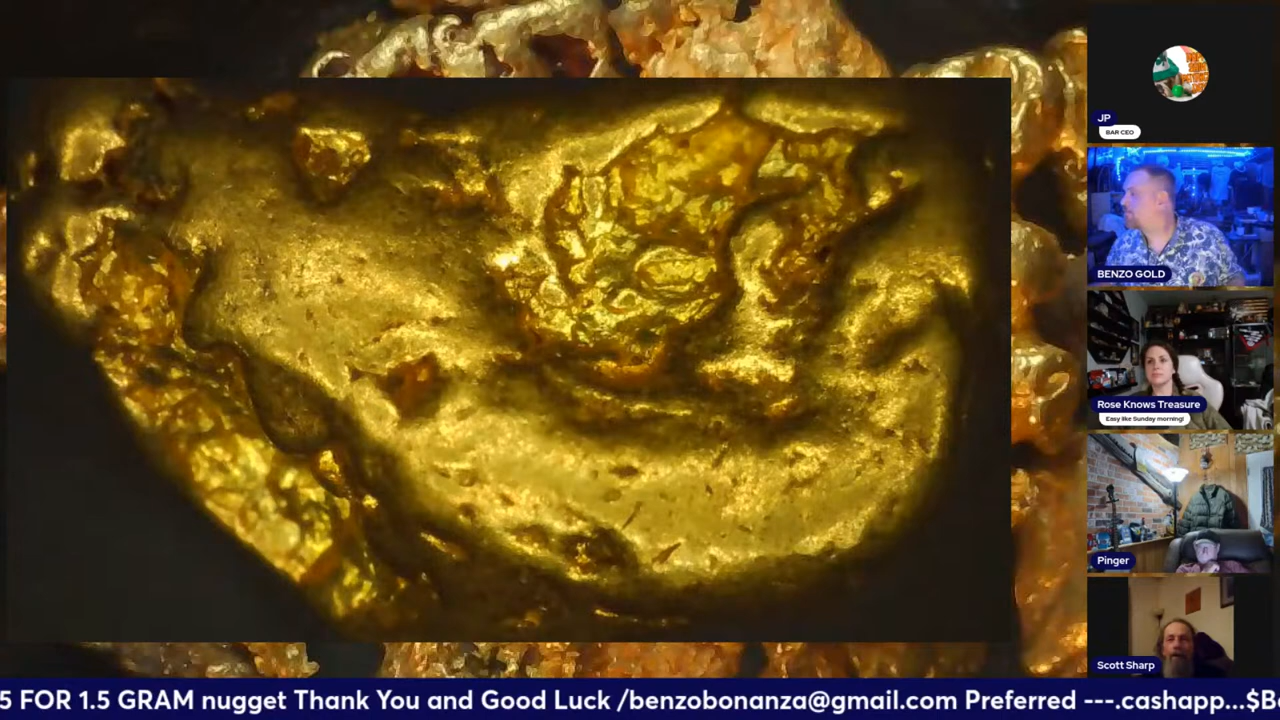 JP
BAR CEO
BENZO GOLD
Rose Knows Treasure
Easy like Sunday morning!
Pinger
Scott Sharp
5 FOR 1.5 GRAM nugget Thank You and Good Luck /benzobonanza@gmail.com Preferred ---.cashapp...$B